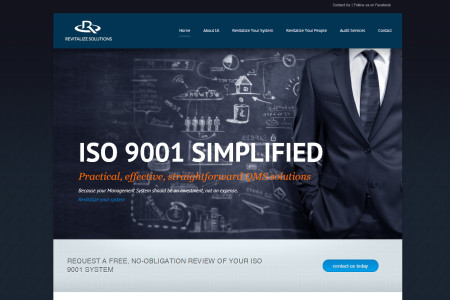 Contact Us | Follow us on Facebook
REVITALIZE SOLUTIONS
Home About Us Revitalize Your System Revitalize Your People Audit Services Contact
ISO 9001 SIMPLIFIED
Practical, effective, straightforward QMS solutions
Because your Management System should be an investment, not an expense.
Revitalize your system
REQUEST A FREE, NO-OBLIGATION REVIEW OF YOUR ISO
9001 SYSTEM
contact us today